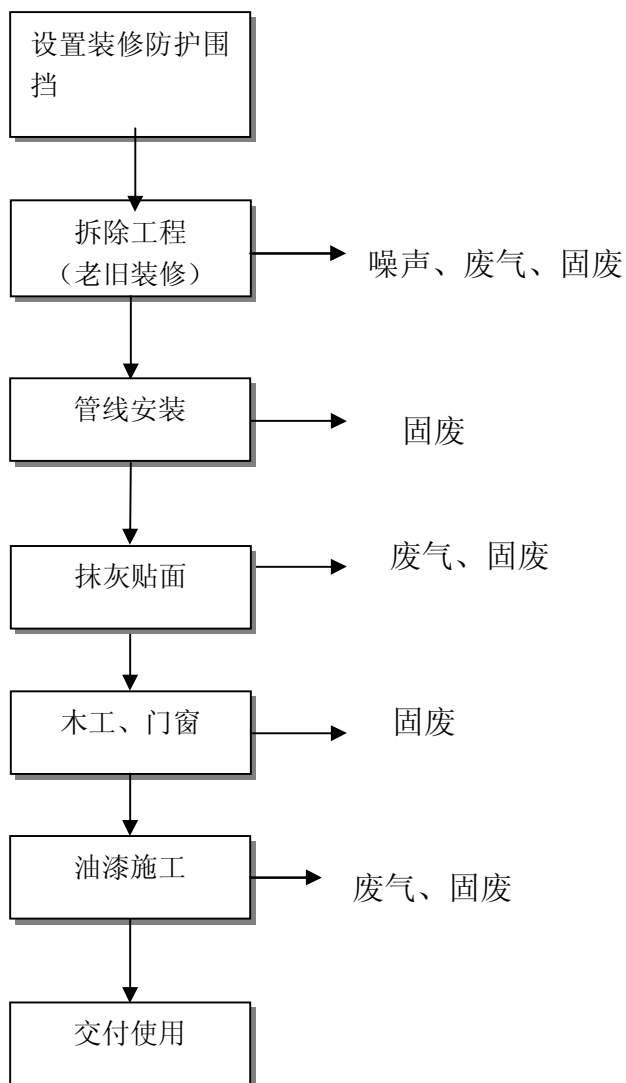 设置装修防护围
挡
拆除工程
（老旧装修）
噪声、废气、固废
管线安装
固废
抹灰贴面
废气、固废
木工、门窗
固废
油漆施工
废气、固废
交付使用